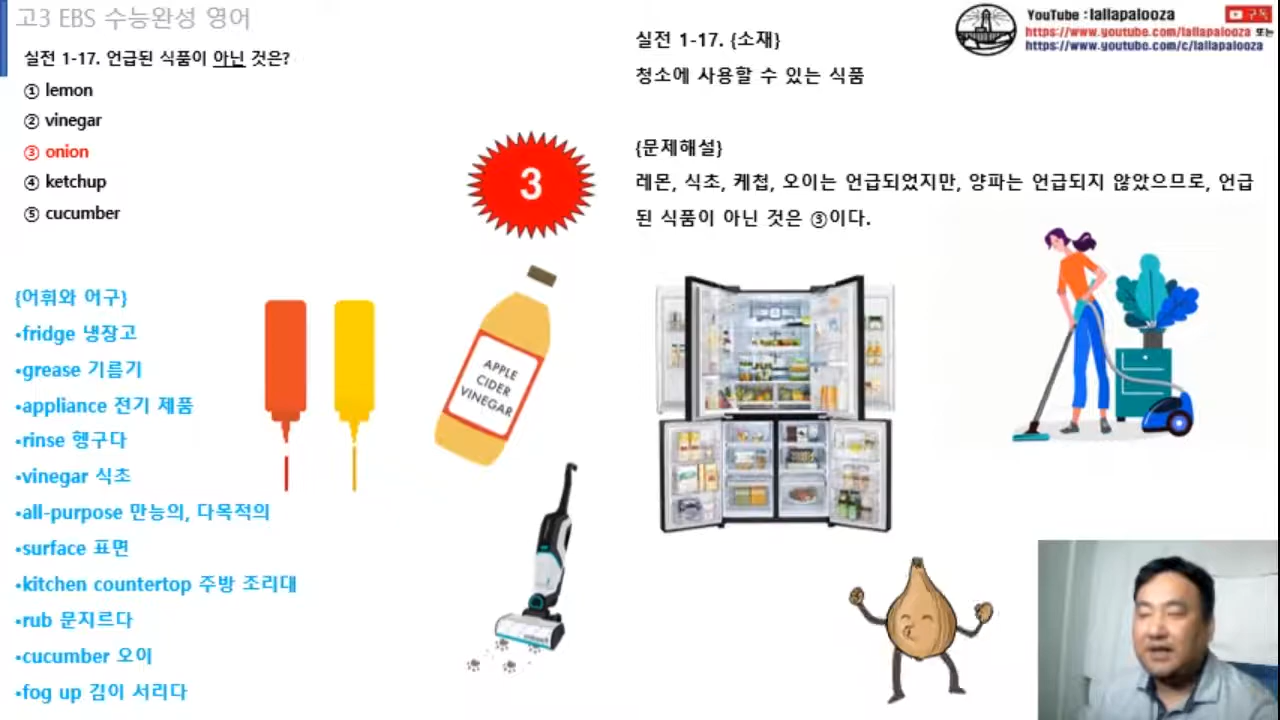 고3 EBS 수능완성 영어
실전 1-17. 언급된 식품이 아닌 것은?
① lemon
② vinegar
③ onion
④ ketchup
⑤ cucumber
3
{어휘와 어구}
•fridge 냉장고
•grease 기름기
•appliance 전기 제품
•rinse 헹구다
•vinegar 식초
•all-purpose 만능의, 다목적의
•surface 표면
•kitchen countertop 주방 조리대
•rub 문지르다
•cucumber 오이
•fog up 김이 서리다
APPLE
CIDER
VINEGAR
실전 1-17. {소재}
청소에 사용할 수 있는 식품
{문제해설}
레몬, 식초, 케첩, 오이는 언급되었지만, 양파는 언급되지 않았으므로, 언급
된 식품이 아닌 것은 ③이다.
YouTube : lallapalooza
구독
https://www.youtube.com/lallapalooza 또는
https://www.youtube.com/c/lallapalooza